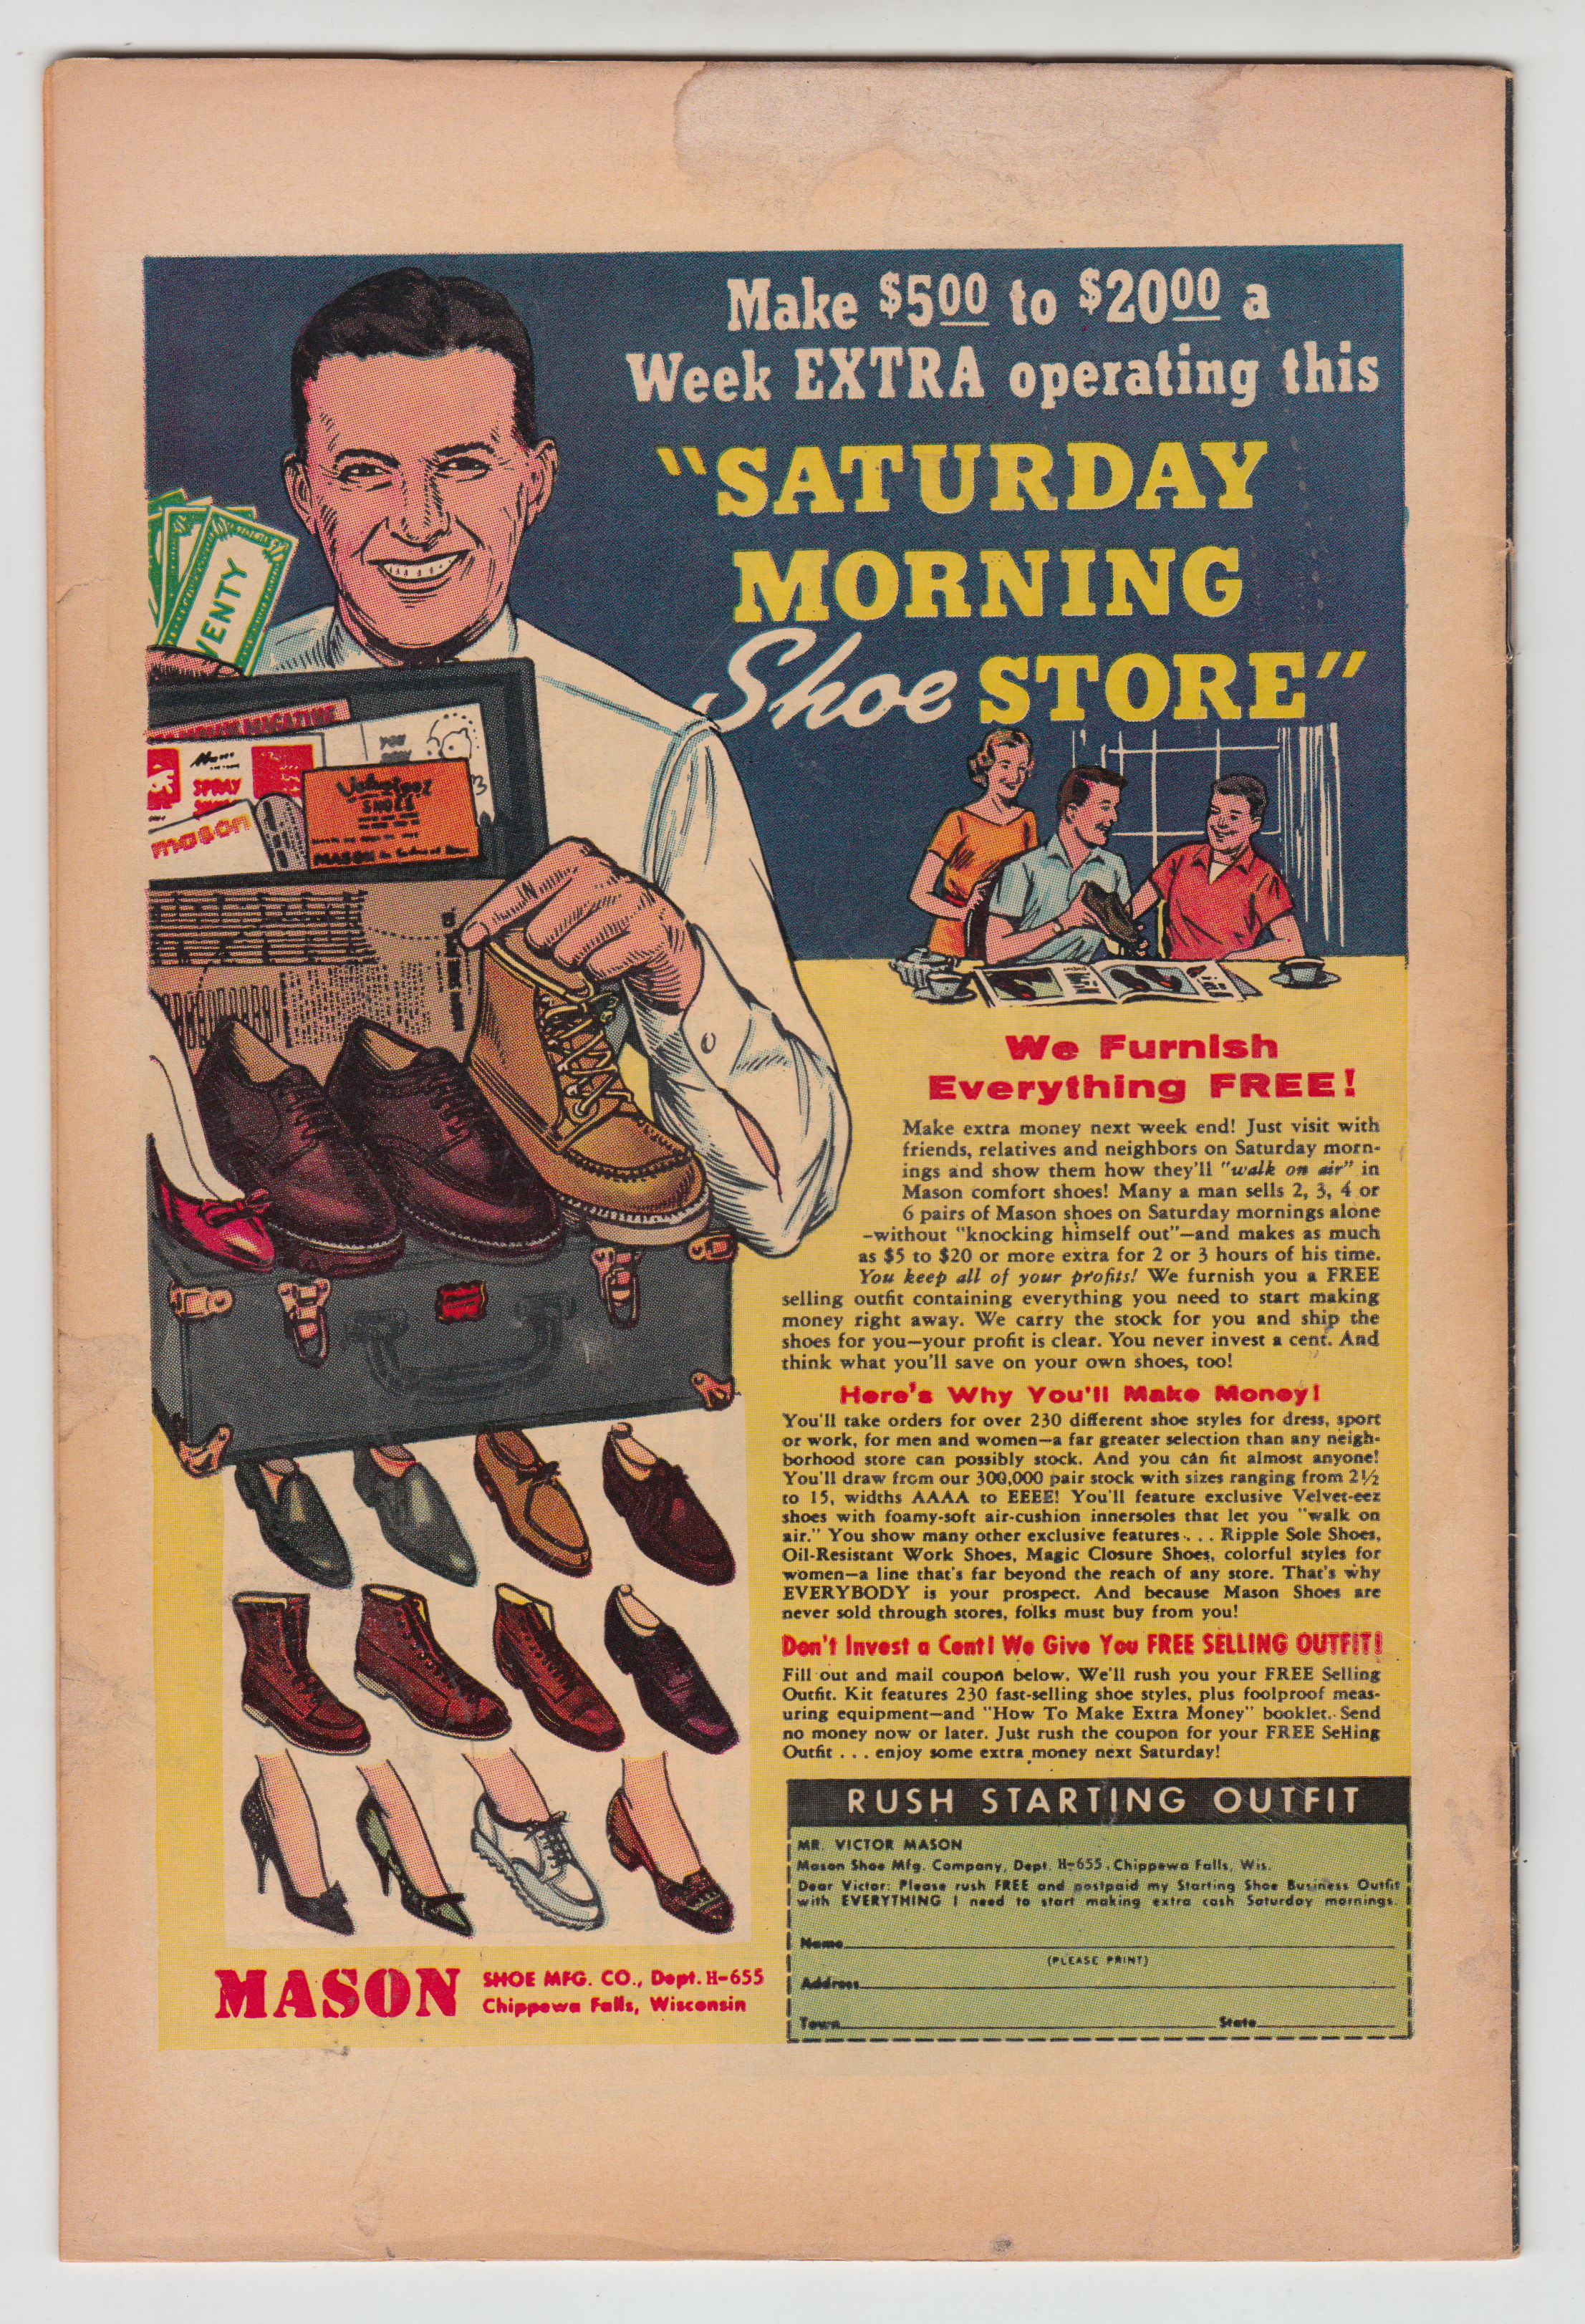 Make $500 to $2000 a
Week EXTRA operating this
"SATURDAY
MORNING
Shoe STORE"
VENTY
MAGAZINE
SPRAY
mason
SHOES
MASON
We Furnish
Everything FREE!
Make extra money next week end! Just visit with
friends, relatives and neighbors on Saturday morn-
ings and show them how they'll "walk on air" in
Mason comfort shoes! Many a man sells 2, 3, 4 or
6 pairs of Mason shoes on Saturday mornings alone
–without "knocking himself out"—and makes as much
as $5 to $20 or more extra for 2 or 3 hours of his time.
You keep all of your profits! We furnish you a FREE
selling outfit containing everything you need to start making
money right away. We carry the stock for you and ship the
shoes for you—your profit is clear. You never invest a cent. And
think what you'll save on your own shoes, too!
Here's Why You'll Make Money!
You'll take orders for over 230 different shoe styles for dress, sport
or work, for men and women—a far greater selection than any neigh-
borhood store can possibly stock. And you can fit almost anyone!
You'll draw from our 300,000 pair stock with sizes ranging from 2½
to 15, widths AAAA to EEEE! You'll feature exclusive Velvet-eez
shoes with foamy-soft air-cushion innersoles that let you "walk on
air." You show many other exclusive features . . . Ripple Sole Shoes,
Oil-Resistant Work Shoes, Magic Closure Shoes, colorful styles for
women—a line that's far beyond the reach of any store. That's why
EVERYBODY is your prospect. And because Mason Shoes are
never sold through stores, folks must buy from you!
Don't Invest a Cent! We Give You FREE SELLING OUTFIT!
Fill out and mail coupon below. We'll rush you your FREE Selling
Outfit. Kit features 230 fast-selling shoe styles, plus foolproof meas-
uring equipment—and "How To Make Extra Money" booklet. Send
no money now or later. Just rush the coupon for your FREE Selling
Outfit . . . enjoy some extra money next Saturday!
MASON SHOE MFG. CO., Dept. H-655
Chippewa Falls, Wisconsin
RUSH STARTING OUTFIT
MR. VICTOR MASON
Mason Shoe Mfg. Company, Dept. H-655, Chippewa Falls, Wis.
Dear Victor: Please rush FREE and postpaid my Starting Shoe Business Outfit
with EVERYTHING I need to start making extra cash Saturday mornings.
Name
(PLEASE PRINT)
Address
Town State